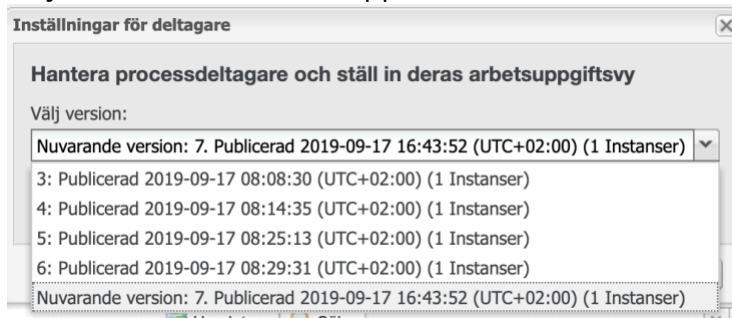 Inställningar för deltagare
Hantera processdeltagare och ställ in deras arbetsuppgiftsvy
Välj version:
Nuvarande version: 7. Publicerad 2019-09-17 16:43:52 (UTC+02:00) (1 Instanser)
3: Publicerad 2019-09-17 08:08:30 (UTC+02:00) (1 Instanser)
4: Publicerad 2019-09-17 08:14:35 (UTC+02:00) (1 Instanser)
5: Publicerad 2019-09-17 08:25:13 (UTC+02:00) (1 Instanser)
6: Publicerad 2019-09-17 08:29:31 (UTC+02:00) (1 Instanser)
Nuvarande version: 7. Publicerad 2019-09-17 16:43:52 (UTC+02:00) (1 Instanser)